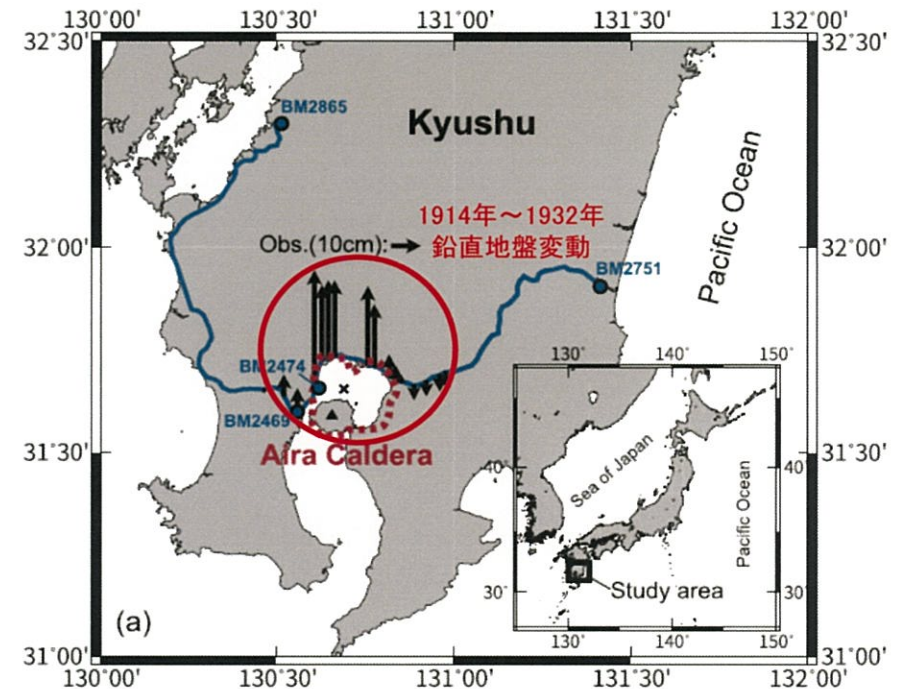 130°00' 130°30' 131°00' 131°30' 132°00'
32°30' 32°30'
BM2865
Kyushu
Pacific Ocean
1914年～1932年
Obs.(10cm): 鉛直地盤変動
32°00' 32°00'
BM2751
BM2474
BM2469
Aira Caldera
31°30' 31°30'
130° 140° 150°
40° 40°
Sea of Japan
Pacific Ocean
30° 30°
Study area
130° 140° 150°
(a)
31°00' 31°00'
130°00' 130°30' 131°00' 131°30' 132°00'